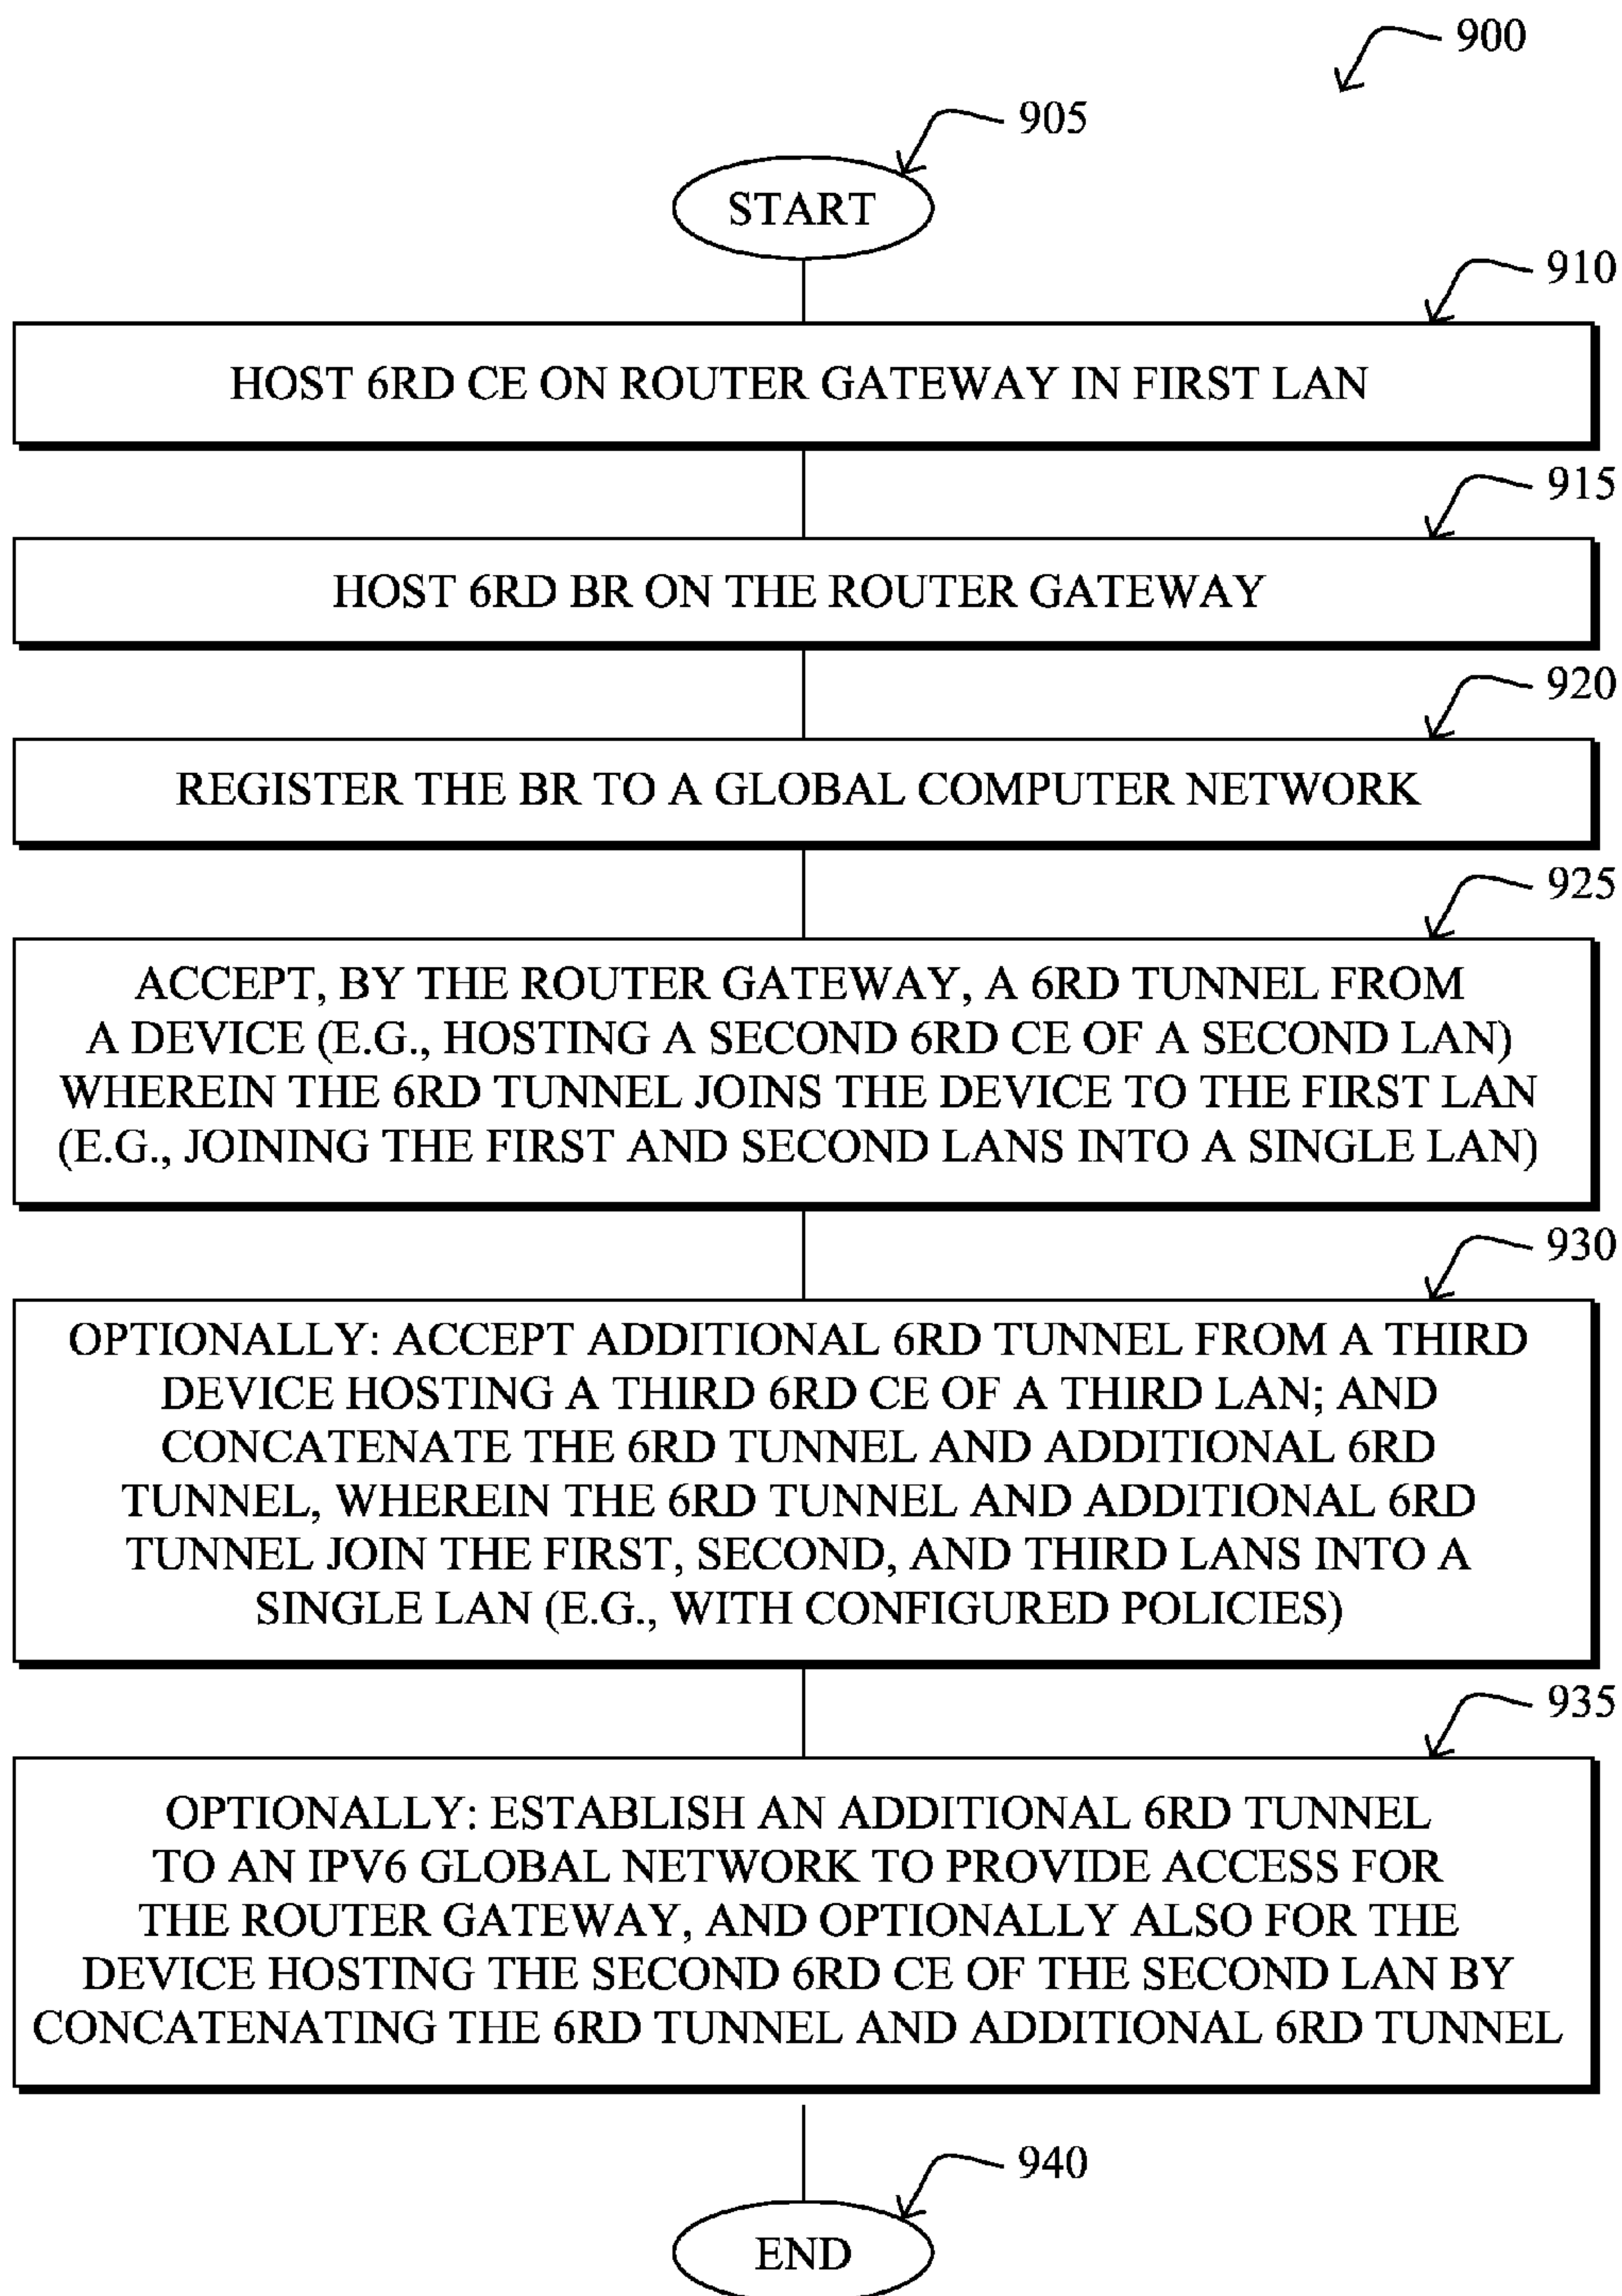 900
905
START
910
HOST 6RD CE ON ROUTER GATEWAY IN FIRST LAN
915
HOST 6RD BR ON THE ROUTER GATEWAY
920
REGISTER THE BR TO A GLOBAL COMPUTER NETWORK
925
ACCEPT, BY THE ROUTER GATEWAY, A 6RD TUNNEL FROM
A DEVICE (E.G., HOSTING A SECOND 6RD CE OF A SECOND LAN)
WHEREIN THE 6RD TUNNEL JOINS THE DEVICE TO THE FIRST LAN
(E.G., JOINING THE FIRST AND SECOND LANS INTO A SINGLE LAN)
930
OPTIONALLY: ACCEPT ADDITIONAL 6RD TUNNEL FROM A THIRD
DEVICE HOSTING A THIRD 6RD CE OF A THIRD LAN; AND
CONCATENATE THE 6RD TUNNEL AND ADDITIONAL 6RD
TUNNEL, WHEREIN THE 6RD TUNNEL AND ADDITIONAL 6RD
TUNNEL JOIN THE FIRST, SECOND, AND THIRD LANS INTO A
SINGLE LAN (E.G., WITH CONFIGURED POLICIES)
935
OPTIONALLY: ESTABLISH AN ADDITIONAL 6RD TUNNEL
TO AN IPV6 GLOBAL NETWORK TO PROVIDE ACCESS FOR
THE ROUTER GATEWAY, AND OPTIONALLY ALSO FOR THE
DEVICE HOSTING THE SECOND 6RD CE OF THE SECOND LAN BY
CONCATENATING THE 6RD TUNNEL AND ADDITIONAL 6RD TUNNEL
940
END